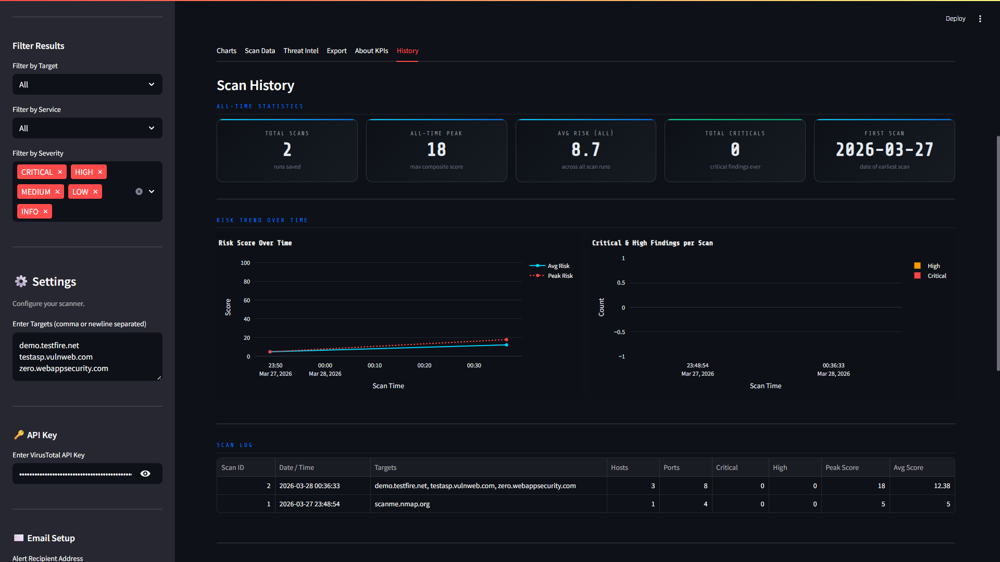 Deploy
Filter Results
Filter by Target
All
Filter by Service
All
Filter by Severity
CRITICAL
HIGH
MEDIUM
LOW
INFO
Settings
Configure your scanner.
Enter Targets (comma or newline separated)
demo.testfire.net
testasp.vulnweb.com
zero.webappsecurity.com
API Key
Enter VirusTotal API Key
Email Setup
Alert Recipient Address
Charts Scan Data Threat Intel Export About KPIs History
Scan History
ALL-TIME STATISTICS
TOTAL SCANS
2
runs saved
ALL-TIME PEAK
18
max composite score
AVG RISK (ALL)
8.7
across all scan runs
TOTAL CRITICALS
0
critical findings ever
FIRST SCAN
2026-03-27
date of earliest scan
RISK TREND OVER TIME
Risk Score Over Time
100
80
60
40
20
0
Score
23:50 00:00 00:10 00:20 00:30
Mar 27, 2026 Mar 28, 2026
Scan Time
Avg Risk
Peak Risk
Critical & High Findings per Scan
1
0.5
0
−0.5
−1
Count
23:48:54 00:36:33
Mar 27, 2026 Mar 28, 2026
Scan Time
High
Critical
SCAN LOG
Scan ID Date / Time Targets Hosts Ports Critical High Peak Score Avg Score
2 2026-03-28 00:36:33 demo.testfire.net, testasp.vulnweb.com, zero.webappsecurity.com 3 8 0 0 18 12.38
1 2026-03-27 23:48:54 scanme.nmap.org 1 4 0 0 5 5